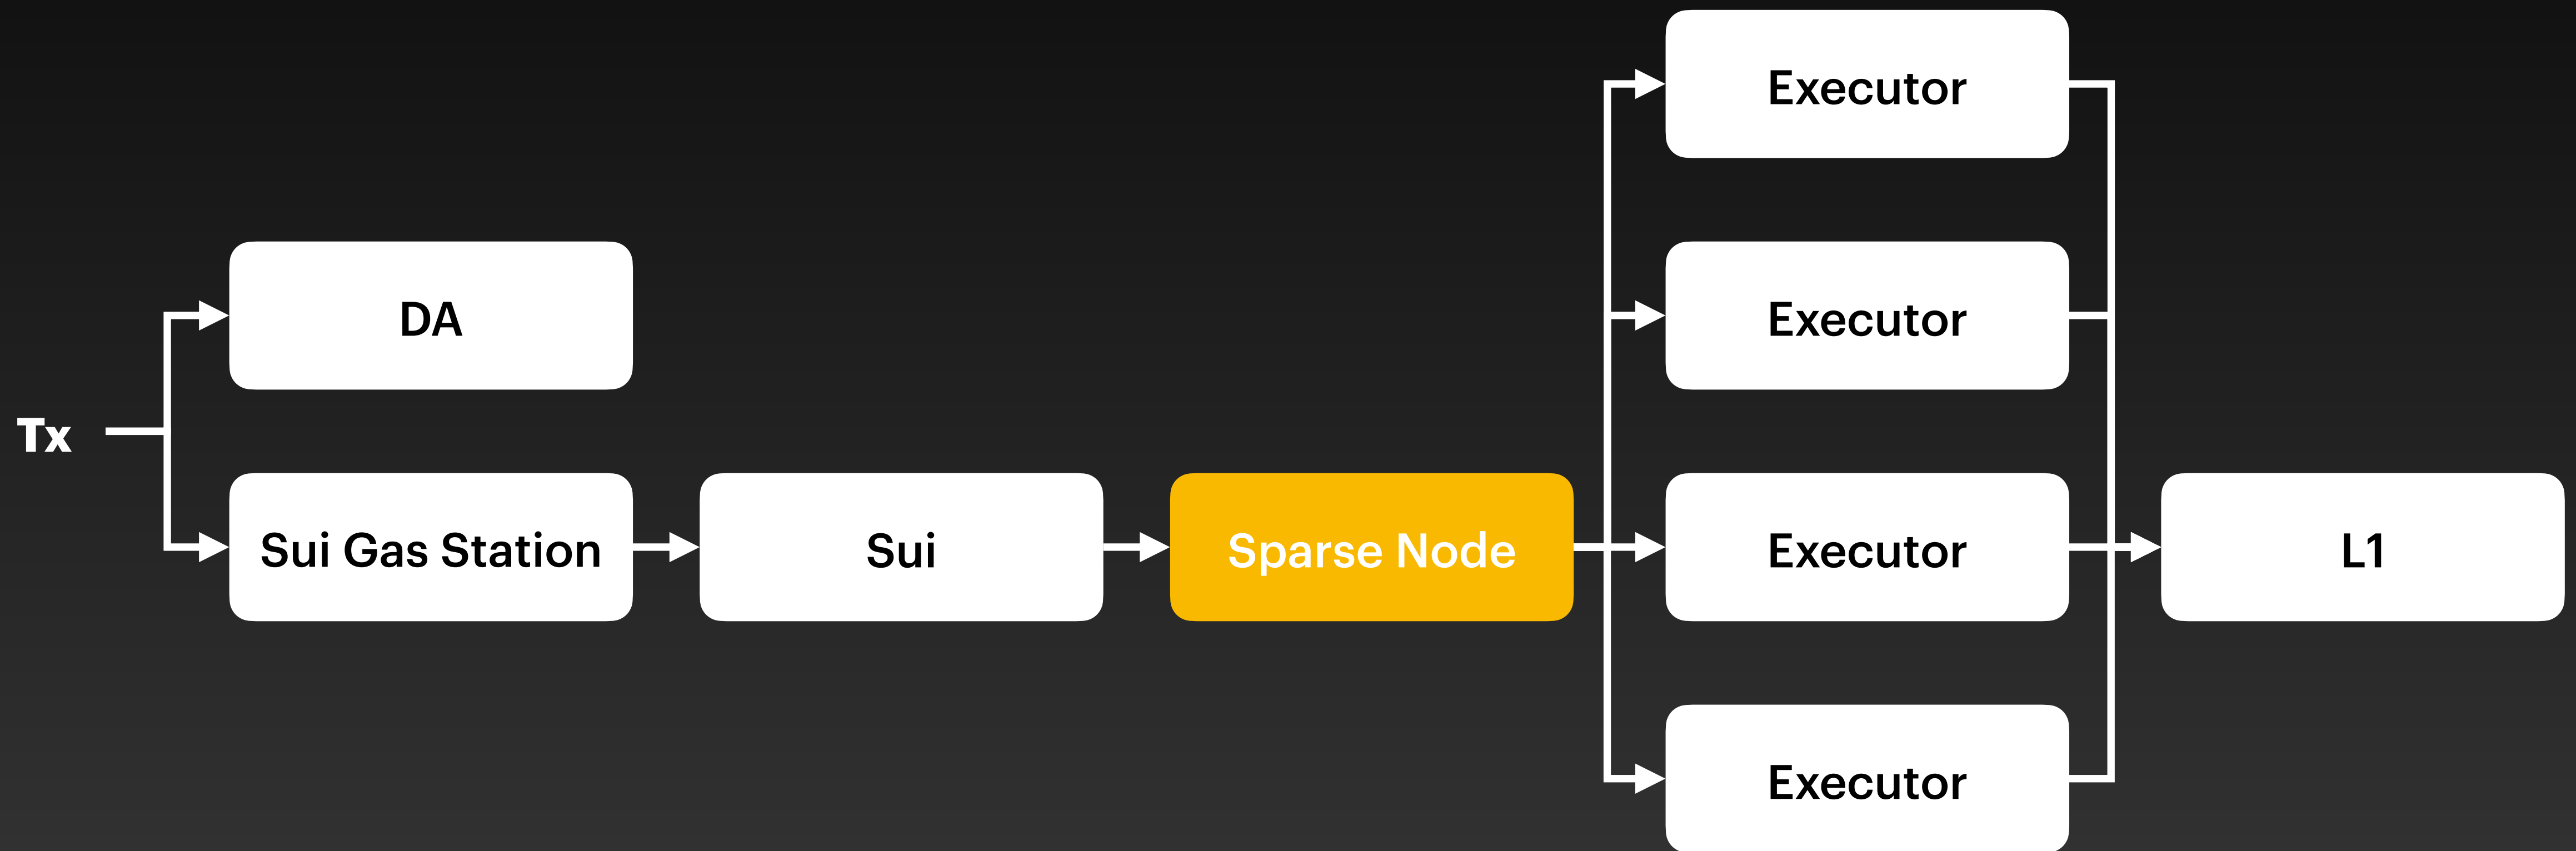 Tx
DA
Sui Gas Station
Sui
Sparse Node
Executor
Executor
Executor
Executor
L1